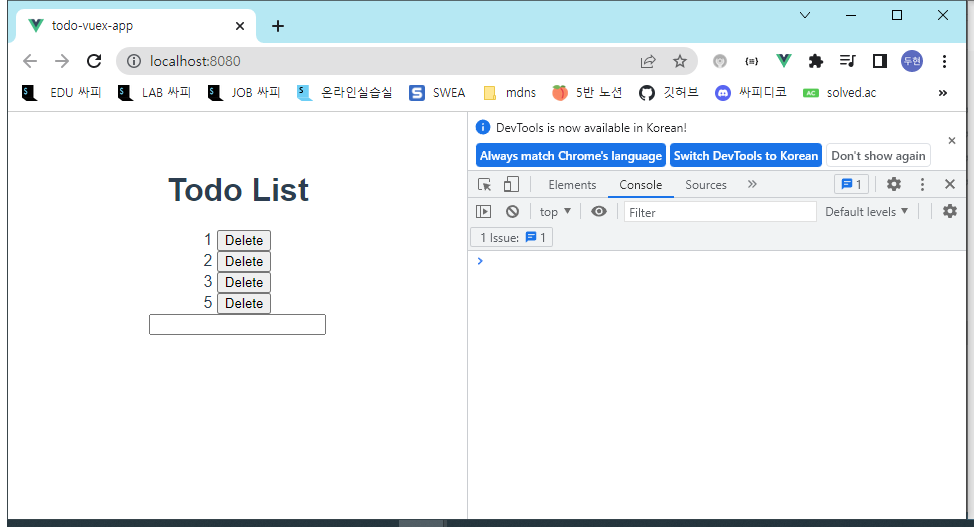 todo-vuex-app
localhost:8080
두현
EDU 싸피 LAB 싸피 JOB 싸피 온라인실습실 SWEA mdns 5반 노션 깃허브 싸피디코 AC solved.ac »
DevTools is now available in Korean!
Always match Chrome's language Switch DevTools to Korean Don't show again
Elements Console Sources » 1
top Filter Default levels
1 Issue: 1
Todo List
1 Delete
2 Delete
3 Delete
5 Delete